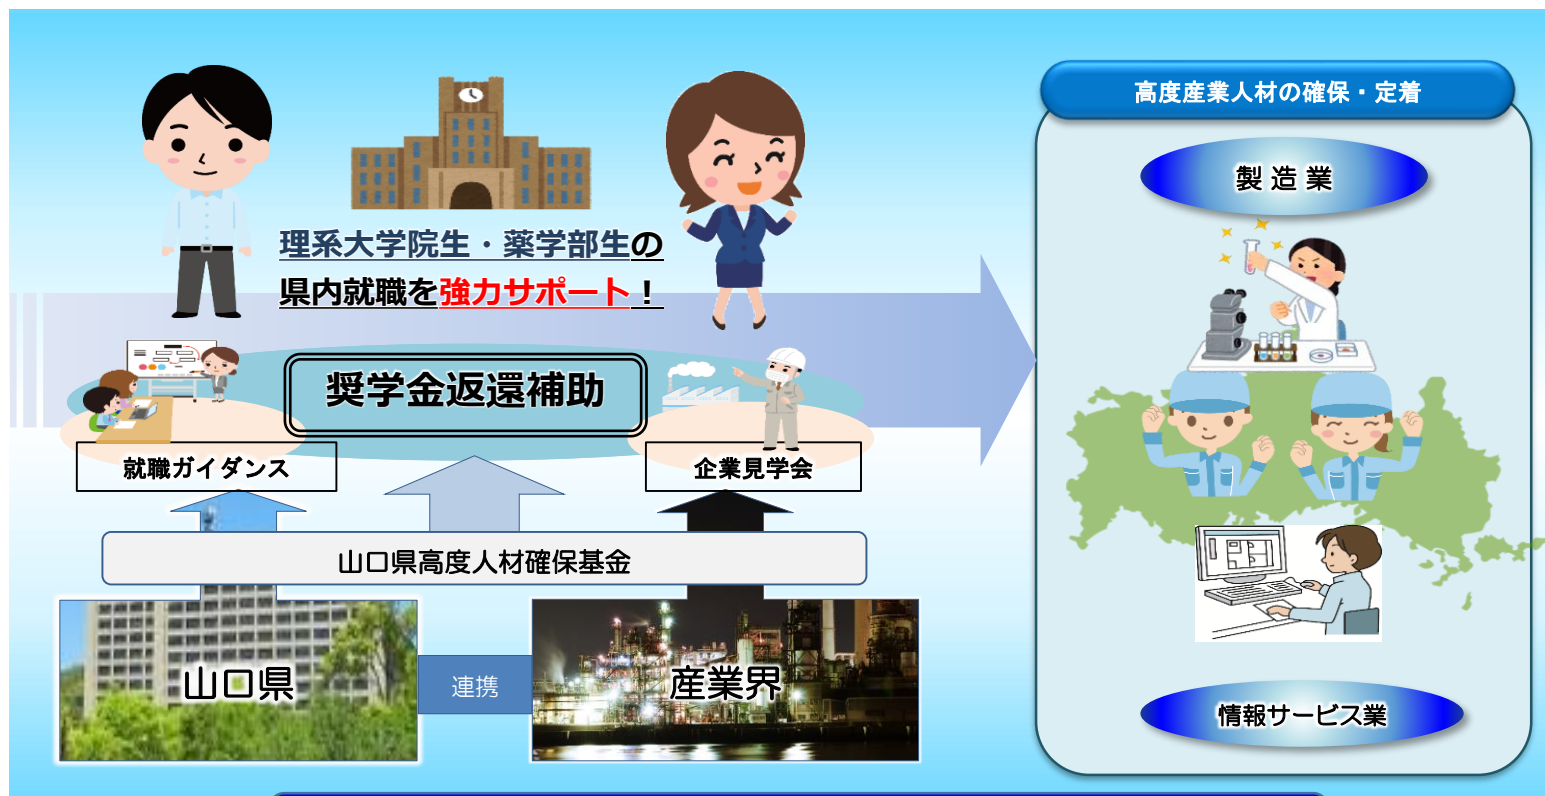 高度産業人材の確保・定着
製造業
理系大学院生・薬学部生の
県内就職を強力サポート！
奨学金返還補助
就職ガイダンス
企業見学会
山口県高度人材確保基金
山口県
連携
産業界
情報サービス業